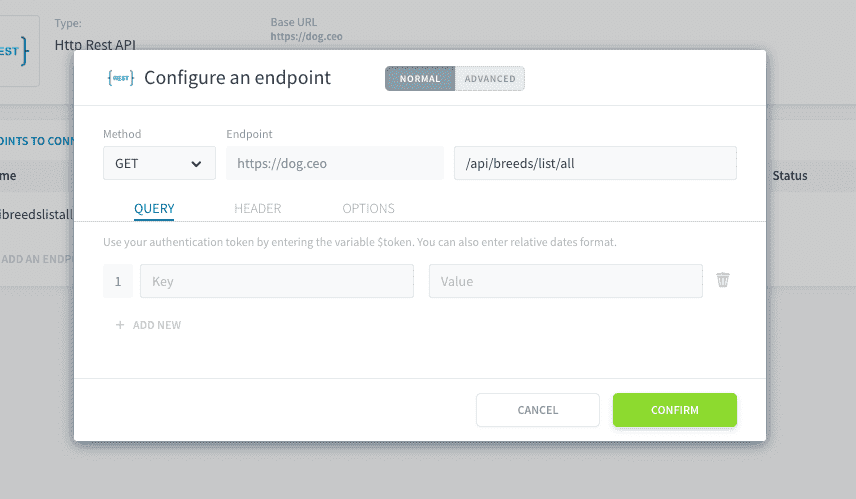 Type:
Base URL
Http Rest API
https://dog.ceo
EST}
{REST} Configure an endpoint
NORMAL
ADVANCED
Method
Endpoint
OINTS TO CONN
GET
https://dog.ceo
/api/breeds/list/all
me
Status
QUERY
HEADER
OPTIONS
ibreedslistall
Use your authentication token by entering the variable $token. You can also enter relative dates format.
ADD AN ENDP
1
Key
Value
+ ADD NEW
CANCEL
CONFIRM